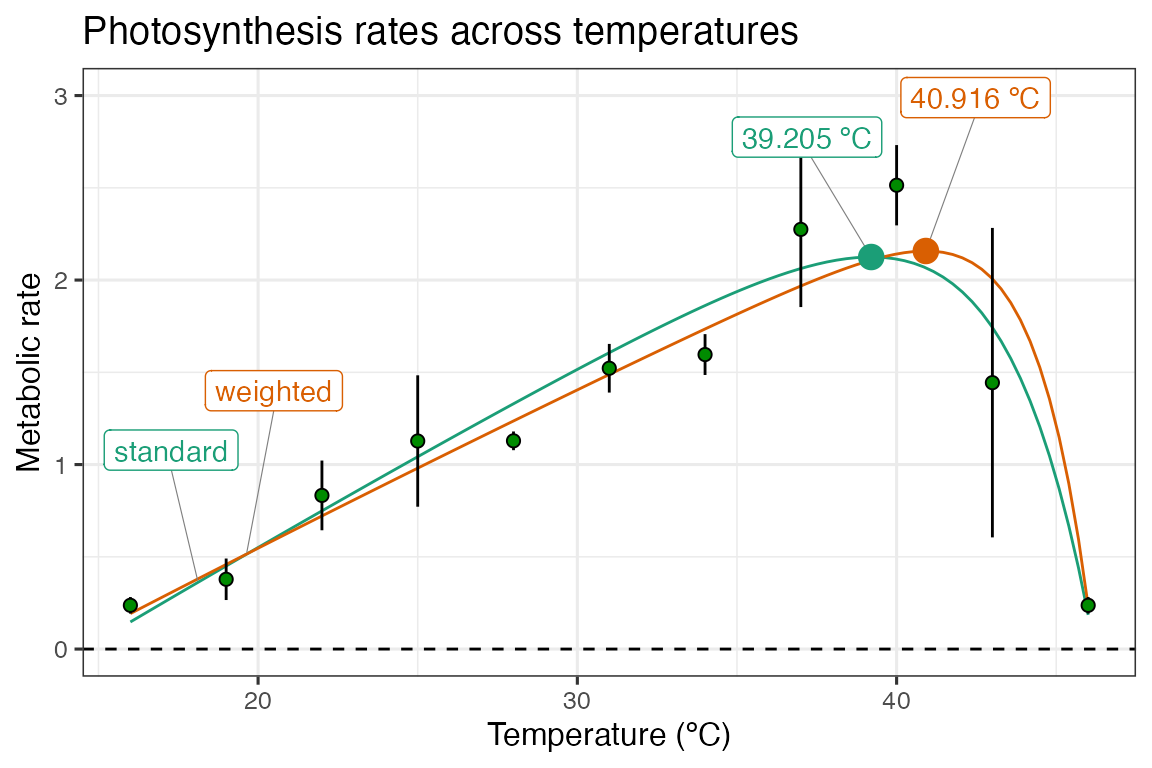 Photosynthesis rates across temperatures
3
40.916 °C
39.205 °C
2
Metabolic rate
weighted
standard
1
0
20
30
40
Temperature (°C)